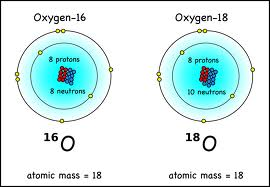 Oxygen-16
8 protons
8 neutrons
16O
atomic mass = 18
Oxygen-18
8 protons
10 neutrons
18O
atomic mass = 18